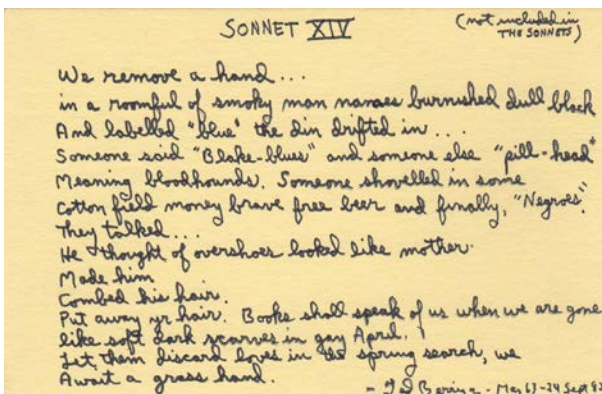 SONNET XIV
(not included in
THE SONNETS)
We remove a hand...
in a roomful of smoky man names burnished dull black
And labelled "blue" the din drifted in...
Someone said "Blake-blues" and someone else "pill-head"
Meaning bloodhounds. Someone shovelled in some
Cotton field money brave free beer and finally, "Negroes".
They talked...
He thought of overshoes looked like mother.
Made him
Combed his hair.
Put away yr hair. Books shall speak of us when we are gone
like soft dark scarves in gay April.
Let them discard loves in spring search, we
Await a grass hand.
- Ted Berrigan - May 63 - 24 Sept 82